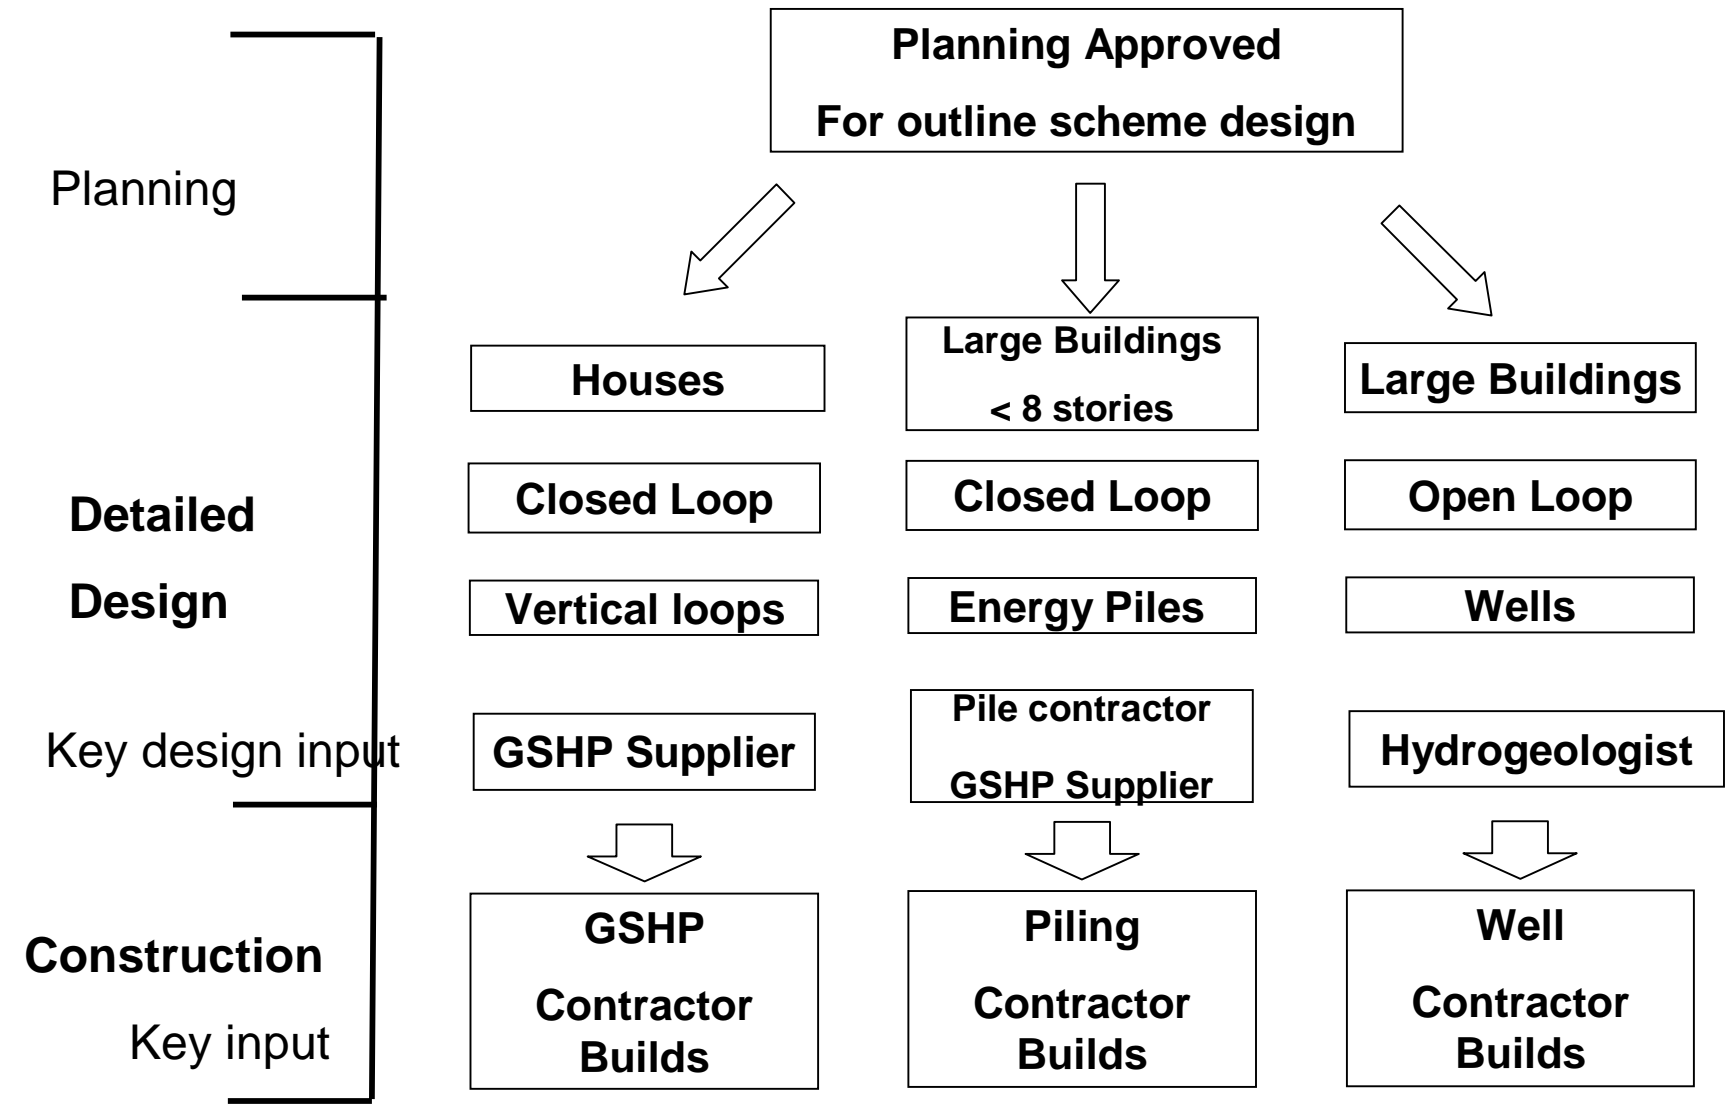 Planning Approved
For outline scheme design
Planning
Houses
Large Buildings
< 8 stories
Large Buildings
Closed Loop
Closed Loop
Open Loop
Detailed
Design
Vertical loops
Energy Piles
Wells
Key design input
GSHP Supplier
Pile contractor
GSHP Supplier
Hydrogeologist
Construction
Key input
GSHP
Contractor
Builds
Piling
Contractor
Builds
Well
Contractor
Builds